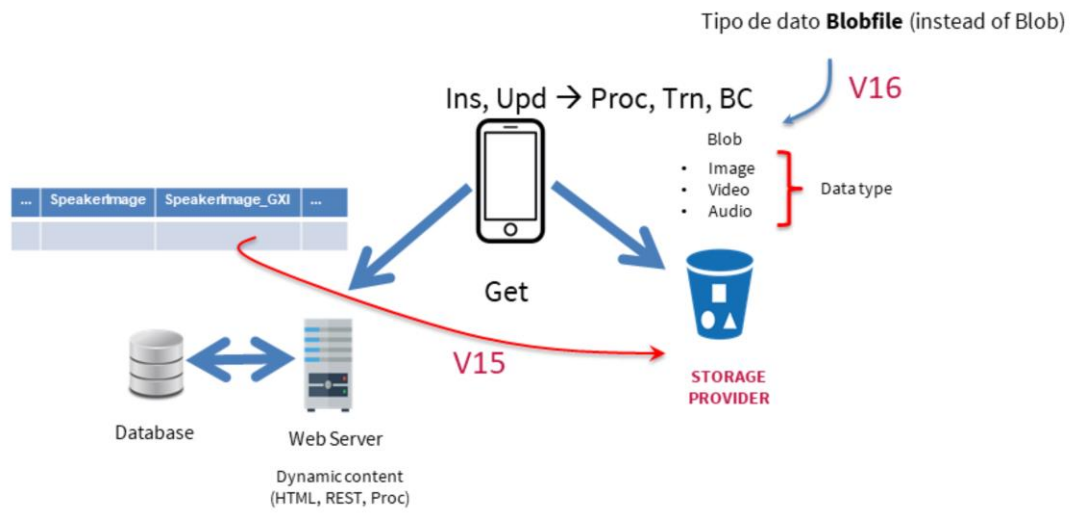 Tipo de dato Blobfile (instead of Blob)
V16
Ins, Upd → Proc, Trn, BC
Blob
• Image
• Video
• Audio
Data type
... SpeakerImage SpeakerImage_GXI ...
Get
V15
STORAGE
PROVIDER
Database
Web Server
Dynamic content
(HTML, REST, Proc)